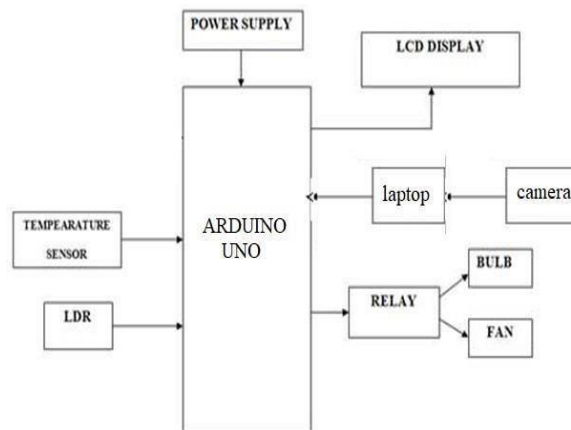 POWER SUPPLY
LCD DISPLAY
laptop
camera
TEMPEARATURE
SENSOR
ARDUINO
UNO
BULB
LDR
RELAY
FAN